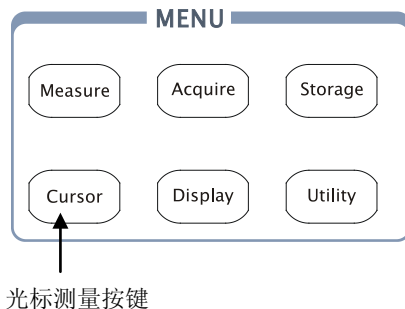 MENU
Measure Acquire Storage
Cursor Display Utility
光标测量按键